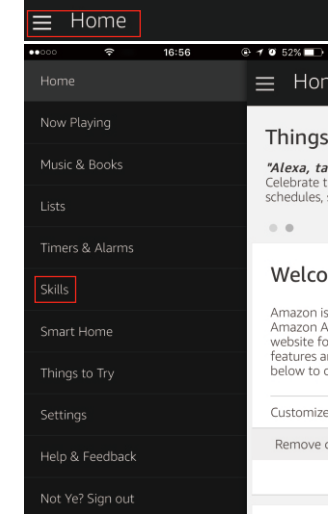 Home
16:56 52%
Home
Now Playing
Music & Books
Lists
Timers & Alarms
Skills
Smart Home
Things to Try
Settings
Help & Feedback
Not Ye? Sign out
Things
"Alexa, ta
Celebrate t
schedules,
Welco
Amazon is
Amazon A
website fo
features a
below to
Customize
Remove